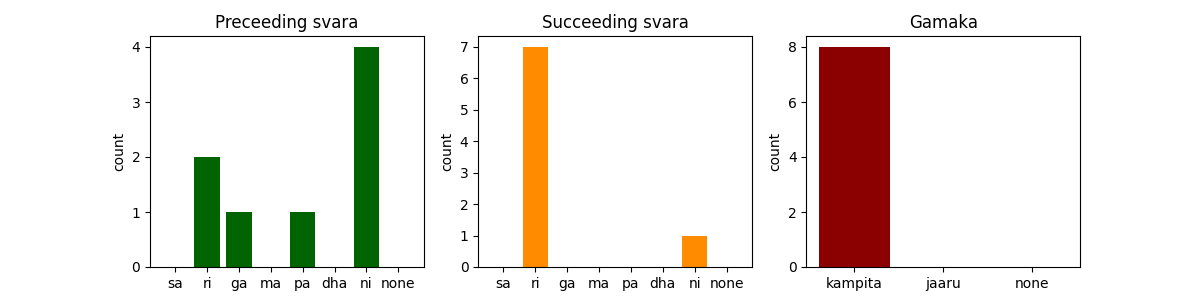 Preceeding svara
count
4
3
2
1
0
sa ri ga ma pa dha ni none
Succeeding svara
count
7
6
5
4
3
2
1
0
sa ri ga ma pa dha ni none
Gamaka
count
8
6
4
2
0
kampita jaaru none